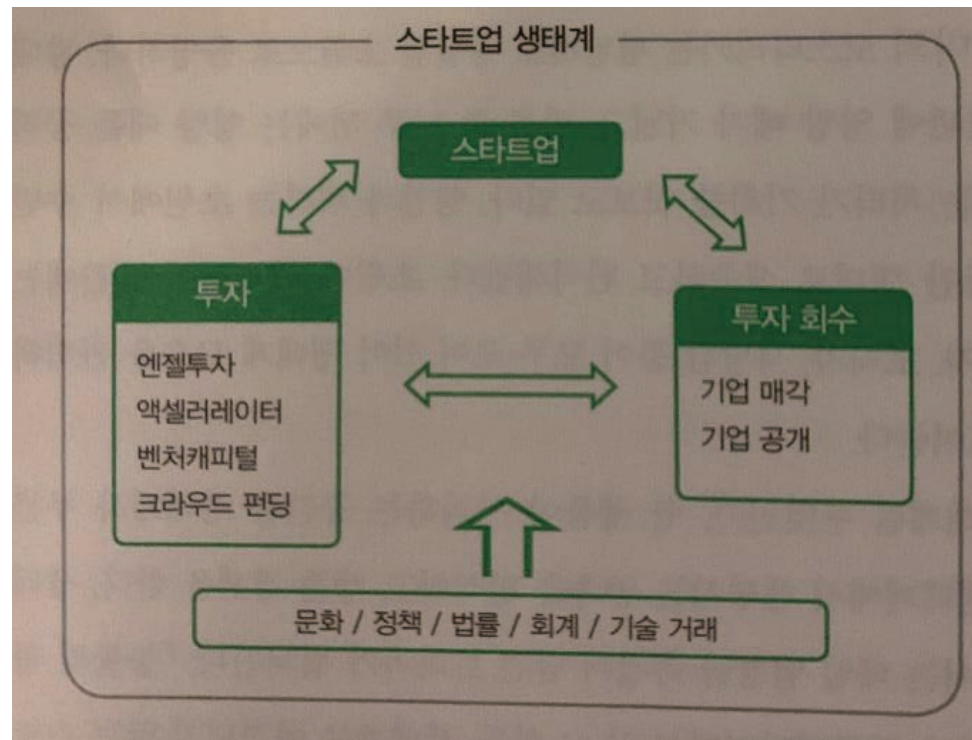 스타트업 생태계
스타트업
투자
엔젤투자
액셀러레이터
벤처캐피털
크라우드 펀딩
투자 회수
기업 매각
기업 공개
문화 / 정책 / 법률 / 회계 / 기술 거래